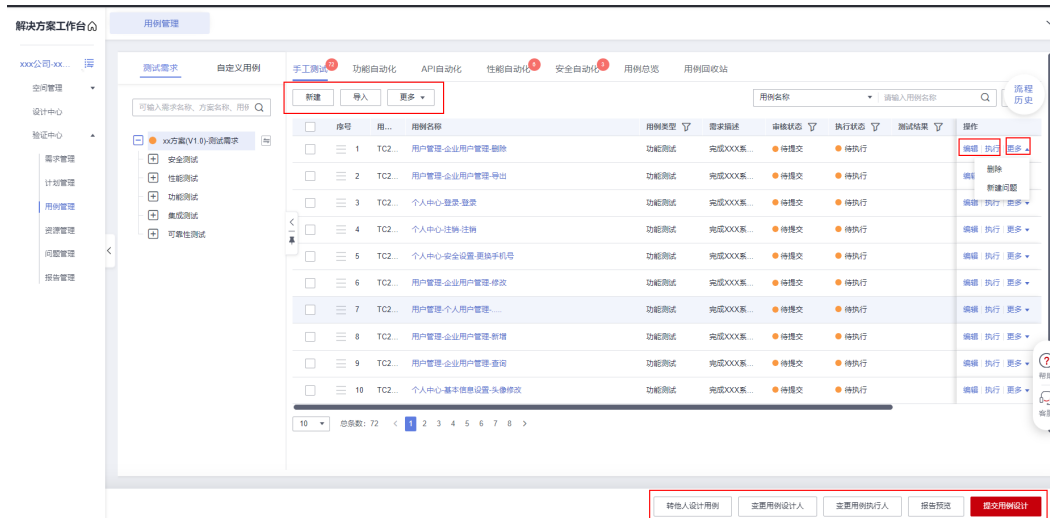 解决方案工作台
用例管理
xxx公司-xx...
空间管理
设计中心
验证中心
需求管理
计划管理
用例管理
资源管理
问题管理
报告管理
测试需求 自定义用例
可输入需求名称、方案名称、用例
xx方案(V1.0)-测试需求
安全测试
性能测试
功能测试
集成测试
可靠性测试
手工测试 72 功能自动化 API自动化 性能自动化 安全自动化 用例总览 用例回收站
新建 导入 更多
用例名称 请输入用例名称
流程
历史
序号 用... 用例名称 用例类型 需求描述 审核状态 执行状态 测试结果 操作
1 TC2... 用户管理-企业用户管理-删除 功能测试 完成XXX系... 待提交 待执行 编辑 执行 更多
删除
新建问题
2 TC2... 用户管理-企业用户管理-导出 功能测试 完成XXX系... 待提交 待执行
3 TC2... 个人中心-登录-登录 功能测试 完成XXX系... 待提交 待执行 编辑 执行 更多
4 TC2... 个人中心-注销-注销 功能测试 完成XXX系... 待提交 待执行 编辑 执行 更多
5 TC2... 个人中心-安全设置-更换手机号 功能测试 完成XXX系... 待提交 待执行 编辑 执行 更多
6 TC2... 用户管理-企业用户管理-修改 功能测试 完成XXX系... 待提交 待执行 编辑 执行 更多
7 TC2... 用户管理-个人用户管理-.... 功能测试 完成XXX系... 待提交 待执行 编辑 执行 更多
8 TC2... 用户管理-企业用户管理-新增 功能测试 完成XXX系... 待提交 待执行 编辑 执行 更多
9 TC2... 用户管理-企业用户管理-查询 功能测试 完成XXX系... 待提交 待执行 编辑 执行 更多
10 TC2... 个人中心-基本信息设置-头像修改 功能测试 完成XXX系... 待提交 待执行 编辑 执行 更多
10 总条数: 72 < 1 2 3 4 5 6 7 8 >
转他人设计用例 变更用例设计人 变更用例执行人 报告预览 提交用例设计